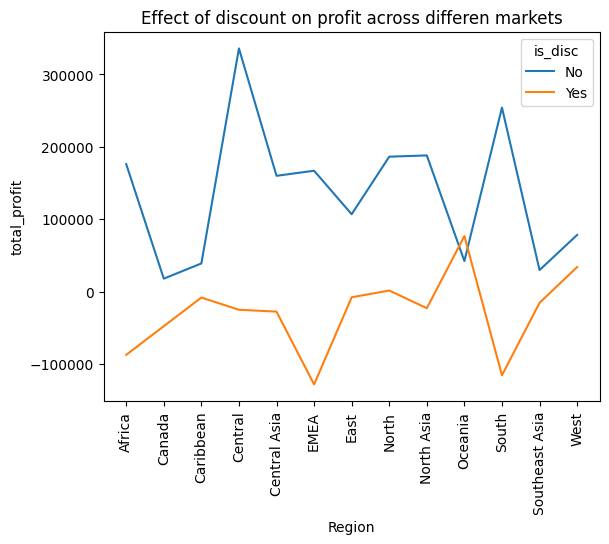 Effect of discount on profit across differen markets
is_disc
No
Yes
total_profit
300000
200000
100000
0
−100000
Africa
Canada
Caribbean
Central
Central Asia
EMEA
East
North
North Asia
Oceania
South
Southeast Asia
West
Region